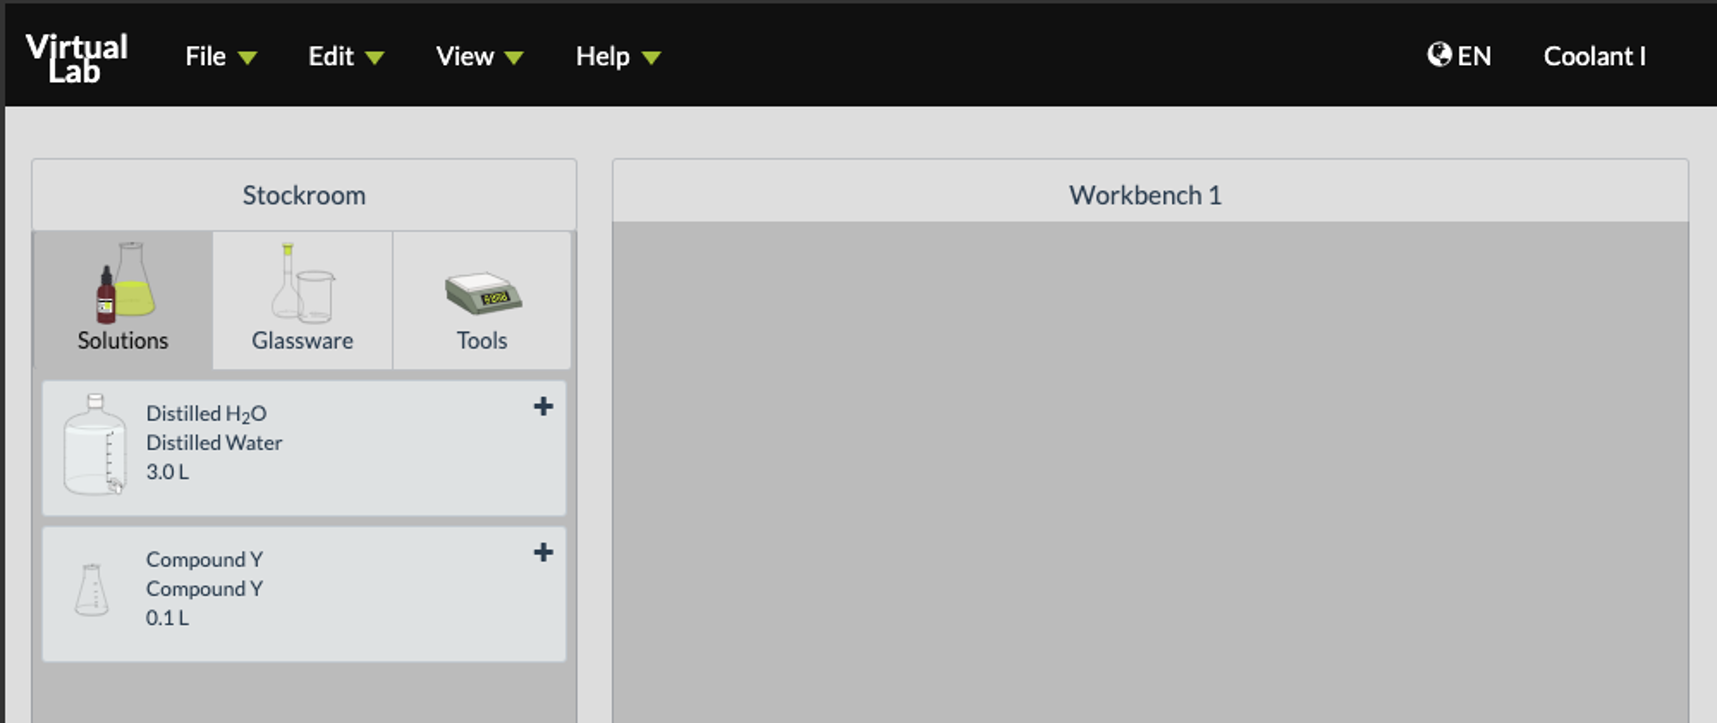 Virtual Lab
File
Edit
View
Help
EN
Coolant I
Stockroom
Workbench 1
Solutions
Glassware
Tools
Distilled H₂O
Distilled Water
3.0 L
Compound Y
Compound Y
0.1 L